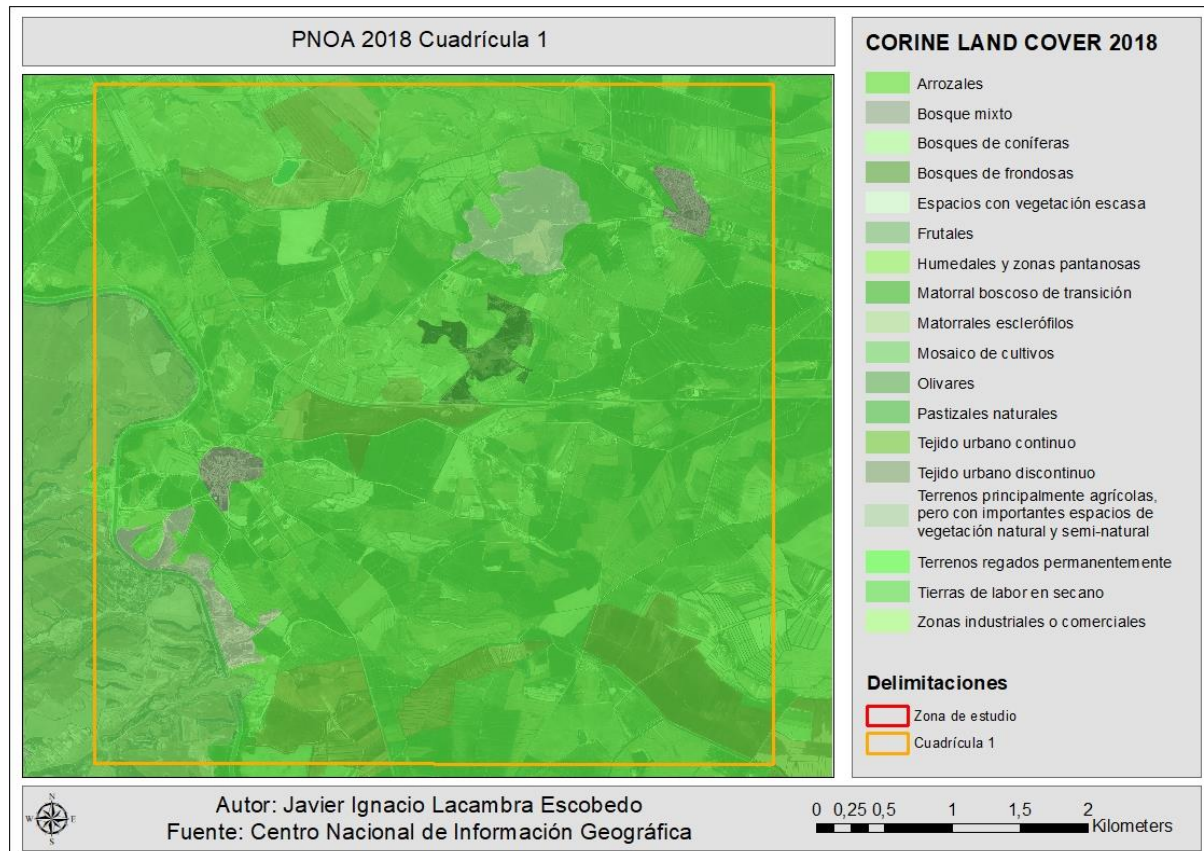 PNOA 2018 Cuadrícula 1
CORINE LAND COVER 2018
Arrozales
Bosque mixto
Bosques de coníferas
Bosques de frondosas
Espacios con vegetación escasa
Frutales
Humedales y zonas pantanosas
Matorral boscoso de transición
Matorrales esclerófilos
Mosaico de cultivos
Olivares
Pastizales naturales
Tejido urbano continuo
Tejido urbano discontinuo
Terrenos principalmente agrícolas,
pero con importantes espacios de
vegetación natural y semi-natural
Terrenos regados permanentemente
Tierras de labor en secano
Zonas industriales o comerciales
Delimitaciones
Zona de estudio
Cuadrícula 1
N
W E
S
Autor: Javier Ignacio Lacambra Escobedo
Fuente: Centro Nacional de Información Geográfica
0 0,25 0,5 1 1,5 2
Kilometers